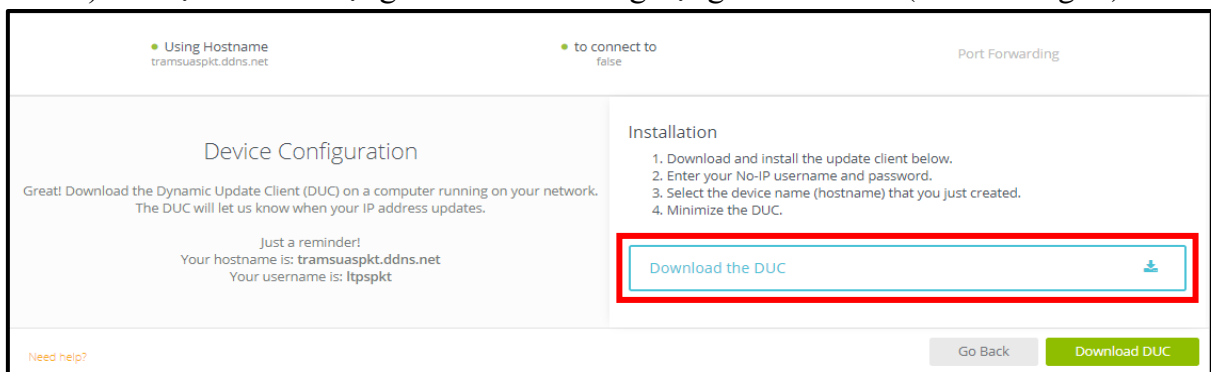 Using Hostname
tramsuaspkt.ddns.net
to connect to
false
Port Forwarding
Device Configuration
Great! Download the Dynamic Update Client (DUC) on a computer running on your network.
The DUC will let us know when your IP address updates.
Just a reminder!
Your hostname is: tramsuaspkt.ddns.net
Your username is: ltpspkt
Installation
1. Download and install the update client below.
2. Enter your No-IP username and password.
3. Select the device name (hostname) that you just created.
4. Minimize the DUC.
Download the DUC
Need help?
Go Back
Download DUC